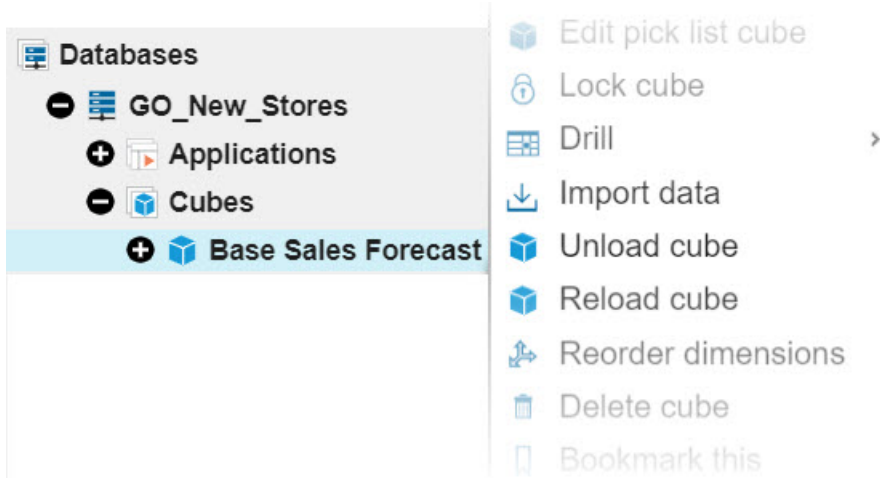 Databases
GO_New_Stores
Applications
Cubes
Base Sales Forecast
Edit pick list cube
Lock cube
Drill
Import data
Unload cube
Reload cube
Reorder dimensions
Delete cube
Bookmark this